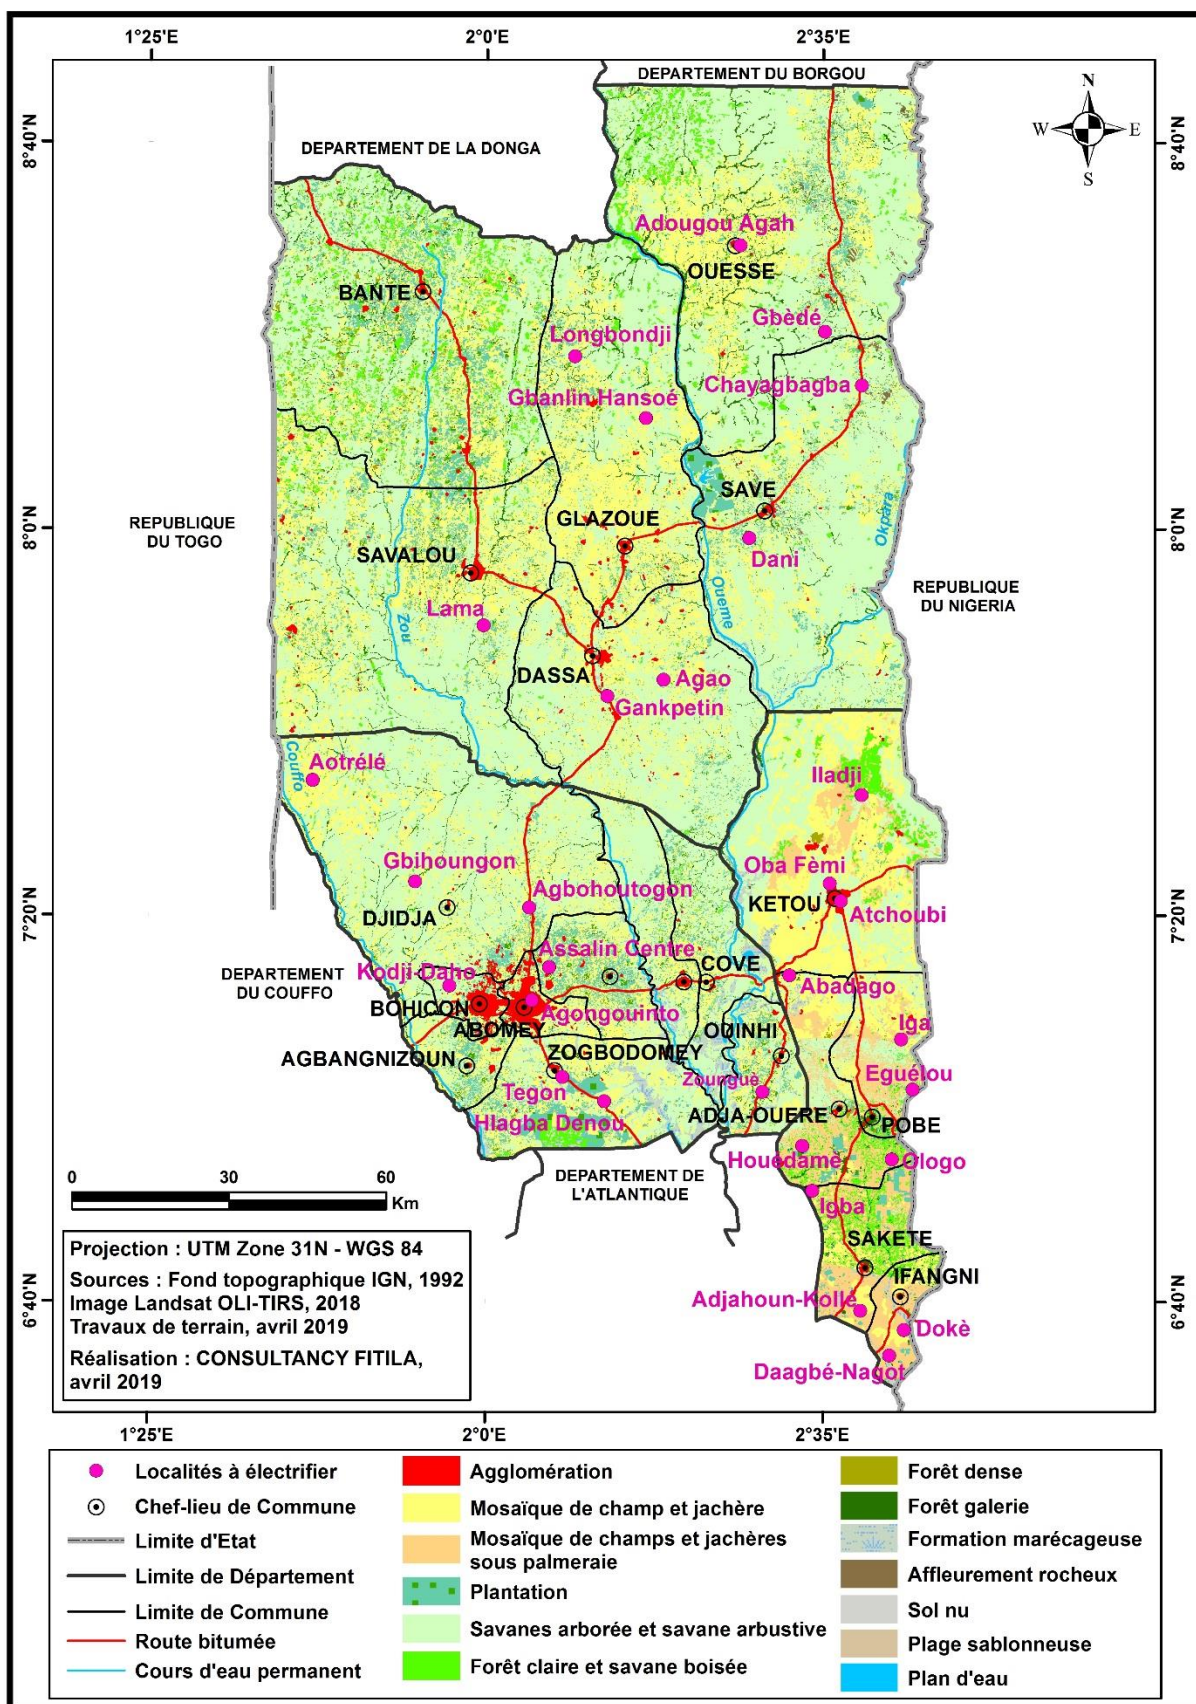 1°25'E
2°0'E
2°35'E
DEPARTEMENT DU BORGOU
N
W
E
S
8°40'N
8°40'N
DEPARTEMENT DE LA DONGA
Adougou Agah
OUESSE
BANTE
Gbèdé
Longbondji
Chayagbagba
Gbanlin Hansoé
SAVE
Okpara
GLAZOUE
8°0'N
8°0'N
REPUBLIQUE
DU TOGO
SAVALOU
Dani
Oueme
REPUBLIQUE
DU NIGERIA
Lama
Zou
DASSA
Agao
Gankpetin
Couffo
Aotrélé
Iladji
Gbihoungon
Oba Fèmi
Agbohoutogon
KETOU
Atchoubi
7°20'N
7°20'N
DJIDJA
Assalin Centre
COVE
Kodji-Daho
DEPARTEMENT
DU COUFFO
Abadago
BOHICON
Agongouinto
ABOMEY
OUINHI
Iga
AGBANGNIZOUN
ZOGBODOMEY
Eguélou
Zounguè
Tegon
ADJA-OUERE
POBE
Hlagba Denou
Houédamè
Ologo
DEPARTEMENT DE
L'ATLANTIQUE
Igba
0
30
60
Km
SAKETE
IFANGNI
Projection : UTM Zone 31N - WGS 84
Sources : Fond topographique IGN, 1992
Image Landsat OLI-TIRS, 2018
Travaux de terrain, avril 2019
Réalisation : CONSULTANCY FITILA,
avril 2019
6°40'N
6°40'N
Adjahoun-Kollé
Dokè
Daagbé-Nagot
1°25'E
2°0'E
2°35'E
Localités à électrifier
Chef-lieu de Commune
Limite d'Etat
Limite de Département
Limite de Commune
Route bitumée
Cours d'eau permanent
Agglomération
Mosaïque de champ et jachère
Mosaïque de champs et jachères
sous palmeraie
Plantation
Savanes arborée et savane arbustive
Forêt claire et savane boisée
Forêt dense
Forêt galerie
Formation marécageuse
Affleurement rocheux
Sol nu
Plage sablonneuse
Plan d'eau